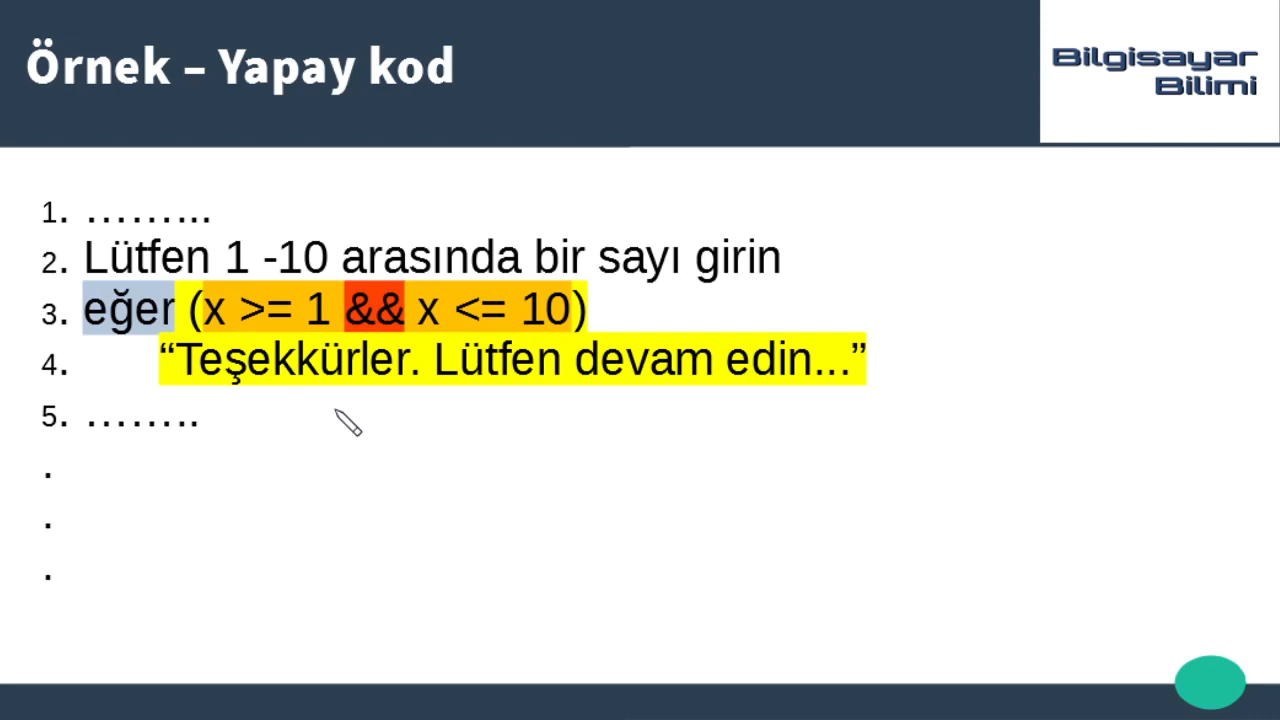 Örnek – Yapay kod
Bilgisayar
Bilimi
1. ……...
2. Lütfen 1 -10 arasında bir sayı girin
3. eğer (x >= 1 && x <= 10)
4. “Teşekkürler. Lütfen devam edin...”
5. ……..
.
.
.